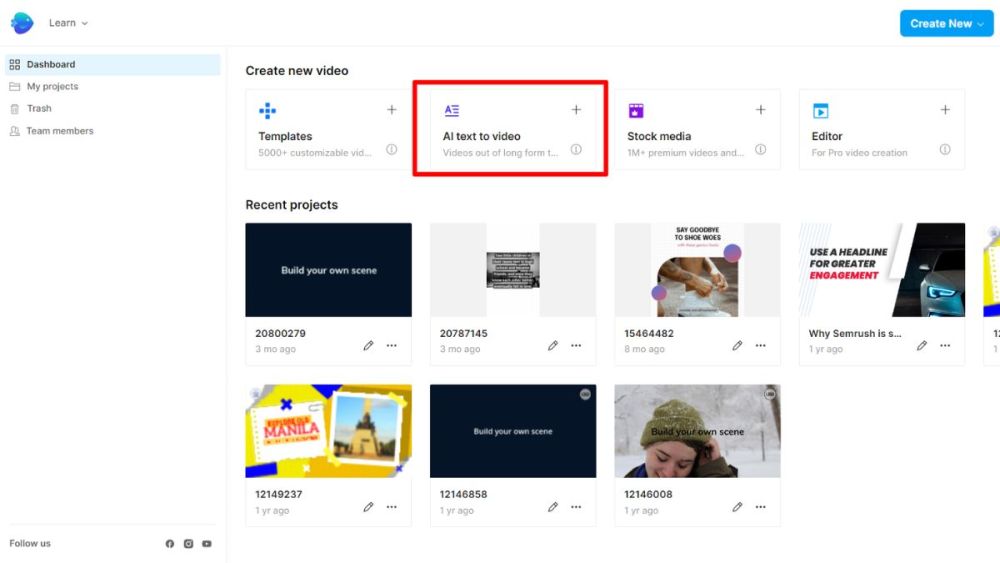 Learn
Create New
Dashboard
My projects
Trash
Team members
Create new video
Templates
5000+ customizable vid...
AI text to video
Videos out of long form t...
Stock media
1M+ premium videos and...
Editor
For Pro video creation
Recent projects
Build your own scene
SAY GOODBYE
TO SHOE WOES
USE A HEADLINE
FOR GREATER
ENGAGEMENT
20800279
3 mo ago
20787145
3 mo ago
15464482
8 mo ago
Why Semrush is s...
1 yr ago
12
1
EXPLORE OLD
MANILA
Build your own scene
Build your own scene
12149237
1 yr ago
12146858
1 yr ago
12146008
1 yr ago
Follow us